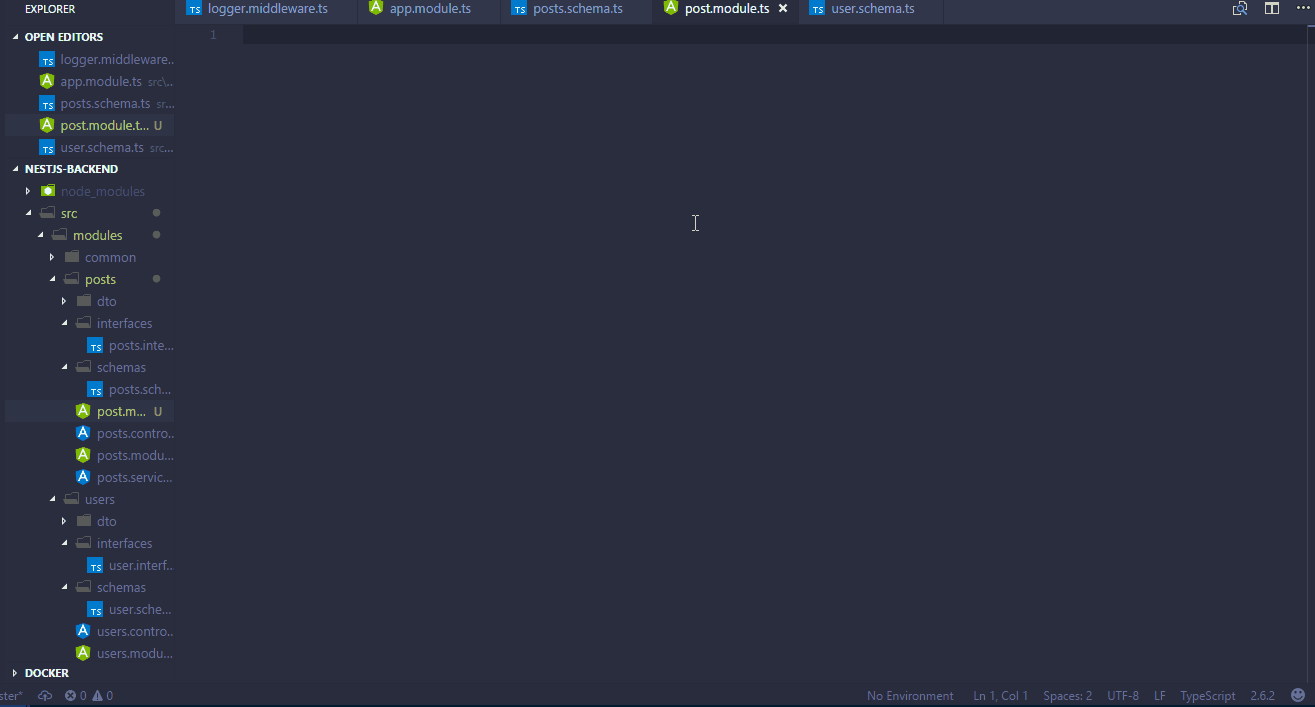 EXPLORER
logger.middleware.ts
app.module.ts
posts.schema.ts
post.module.ts
user.schema.ts
OPEN EDITORS
TS logger.middleware..
A app.module.ts src\..
TS posts.schema.ts sr...
A post.module.t... U
TS user.schema.ts src...
NESTJS-BACKEND
node_modules
src
modules
common
posts
dto
interfaces
TS posts.inte...
schemas
TS posts.sch...
A post.m... U
A posts.contro..
A posts.modu...
A posts.servic...
users
dto
interfaces
TS user.interf..
schemas
TS user.sche...
A users.contro..
A users.modu...
DOCKER
1
ster* 0 0 No Environment Ln 1, Col 1 Spaces: 2 UTF-8 LF TypeScript 2.6.2